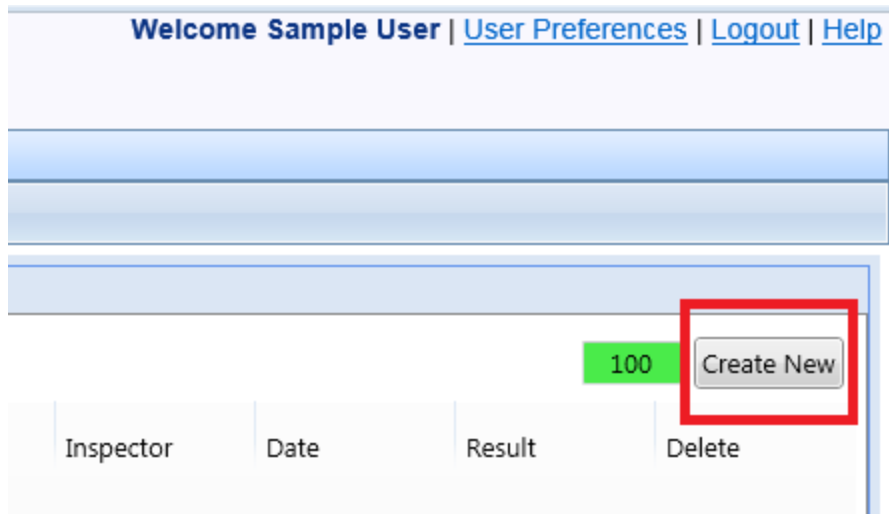 Welcome Sample User | User Preferences | Logout | Help
100 Create New
Inspector Date Result Delete